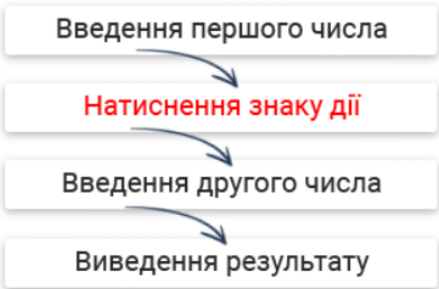 Введення першого числа
Натиснення знаку дії
Введення другого числа
Виведення результату